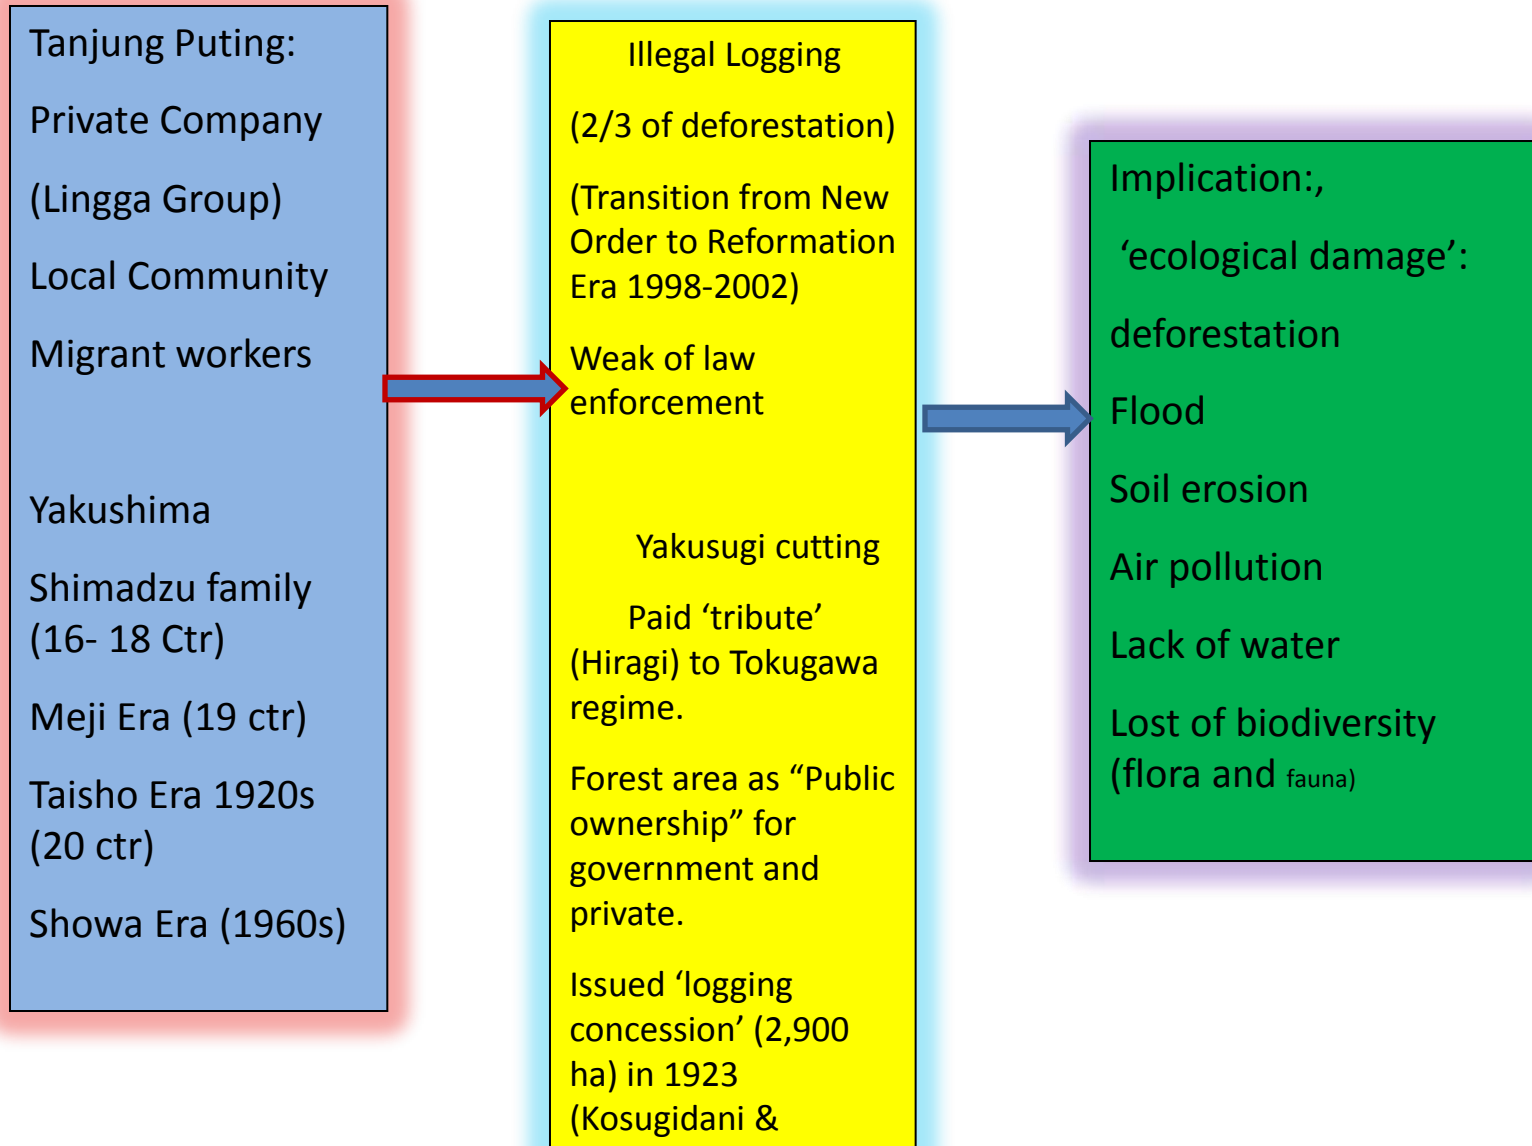 Tanjung Puting:
Private Company
(Lingga Group)
Local Community
Migrant workers
Yakushima
Shimadzu family
(16- 18 Ctr)
Meji Era (19 ctr)
Taisho Era 1920s
(20 ctr)
Showa Era (1960s)
Illegal Logging
(2/3 of deforestation)
(Transition from New
Order to Reformation
Era 1998-2002)
Weak of law
enforcement
Yakusugi cutting
Paid ‘tribute’
(Hiragi) to Tokugawa
regime.
Forest area as “Public
ownership” for
government and
private.
Issued ‘logging
concession’ (2,900
ha) in 1923
(Kosugidani &
Implication:,
‘ecological damage’:
deforestation
Flood
Soil erosion
Air pollution
Lack of water
Lost of biodiversity
(flora and fauna)